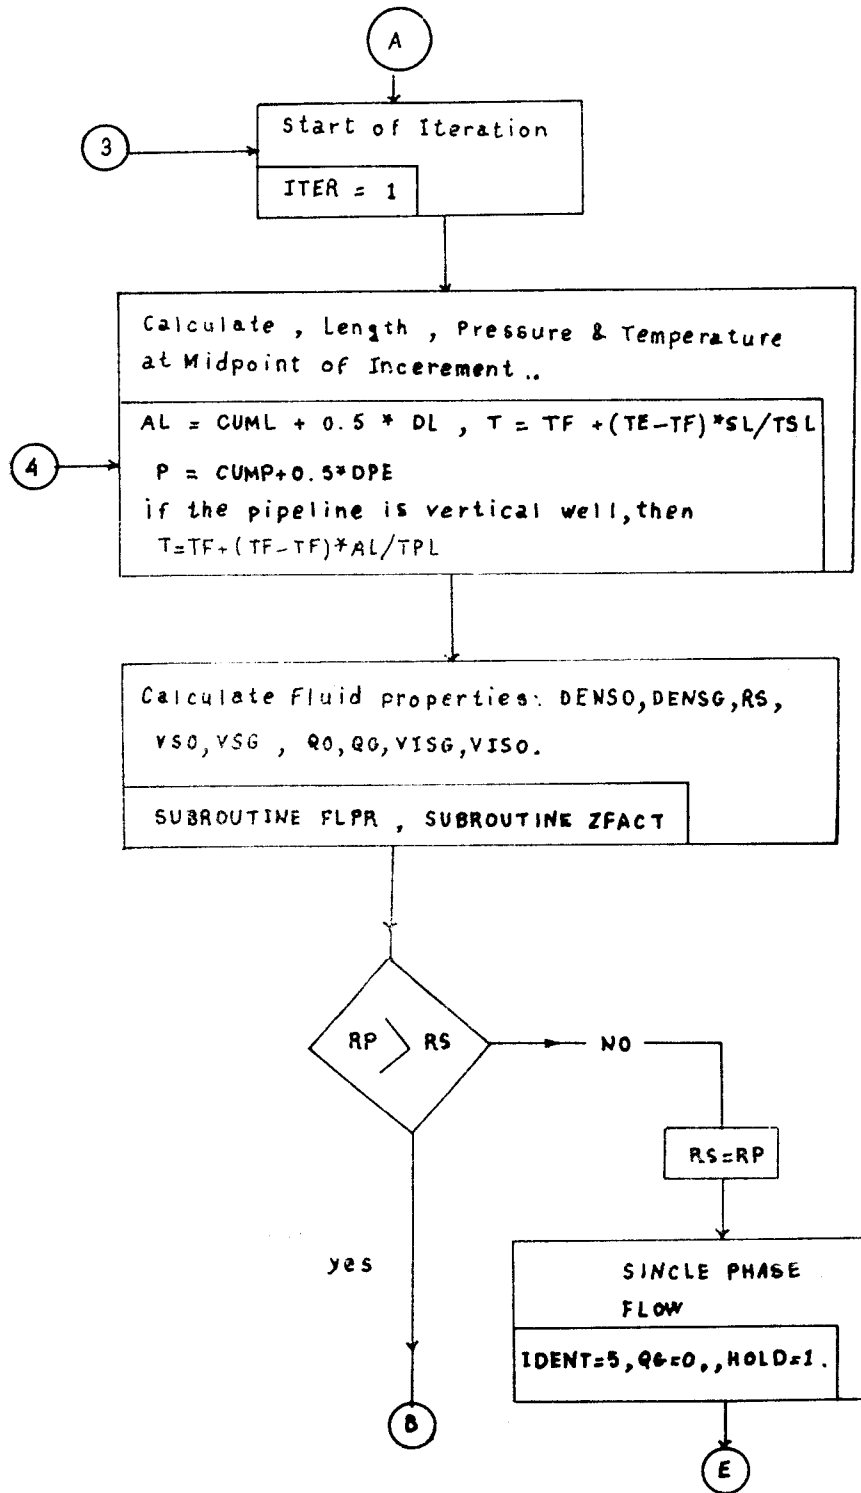 A
Start of Iteration
3
ITER = 1
Calculate , Length , Pressure & Temperature
at Midpoint of Incerement ..
AL = CUML + 0.5 * DL , T = TF +(TE-TF)*SL/TSL
4
P = CUMP+0.5*DPE
if the pipeline is vertical well,then
T=TF+(TF-TF)*AL/TPL
Calculate Fluid properties: DENSO,DENSG,RS,
VSO,VSG , QO,QG,VISG,VISO.
SUBROUTINE FLPR , SUBROUTINE ZFACT
RP > RS
NO
RS=RP
yes
SINCLE PHASE
FLOW
IDENT=5,QG=0.,HOLD=1.
B
E